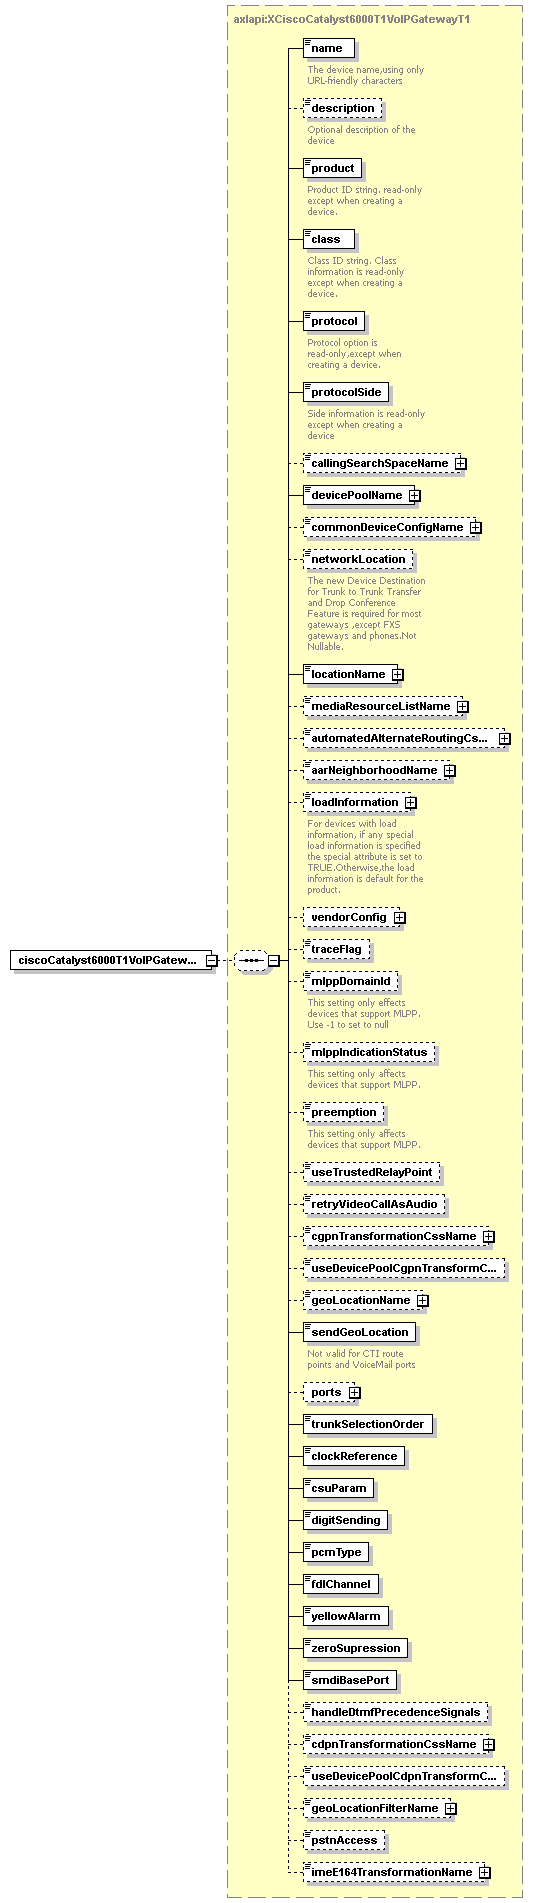 axlapi:XCiscoCatalyst6000T1VoIPGatewayT1
name
The device name,using only
URL-friendly characters
description
Optional description of the
device
product
Product ID string. read-only
except when creating a
device.
class
Class ID string. Class
information is read-only
except when creating a
device.
protocol
Protocol option is
read-only,except when
creating a device.
protocolSide
Side information is read-only
except when creating a
device
callingSearchSpaceName
devicePoolName
commonDeviceConfigName
networkLocation
The new Device Destination
for Trunk to Trunk Transfer
and Drop Conference
Feature is required for most
gateways ,except FXS
gateways and phones.Not
Nullable.
locationName
mediaResourceListName
automatedAlternateRoutingCs...
aarNeighborhoodName
loadInformation
For devices with load
information, if any special
load information is specified
the special attribute is set to
TRUE.Otherwise,the load
information is default for the
product.
vendorConfig
traceFlag
ciscoCatalyst6000T1VoIPGatew...
mlppDomainId
This setting only effects
devices that support MLPP.
Use -1 to set to null
mlppIndicationStatus
This setting only affects
devices that support MLPP.
preemption
This setting only affects
devices that support MLPP.
useTrustedRelayPoint
retryVideoCallAsAudio
cgpnTransformationCssName
useDevicePoolCgpnTransformC...
geoLocationName
sendGeoLocation
Not valid for CTI route
points and VoiceMail ports
ports
trunkSelectionOrder
clockReference
csuParam
digitSending
pcmType
fdlChannel
yellowAlarm
zeroSupression
smdiBasePort
handleDtmfPrecedenceSignals
cdpnTransformationCssName
useDevicePoolCdpnTransformC...
geoLocationFilterName
pstnAccess
imeE164TransformationName